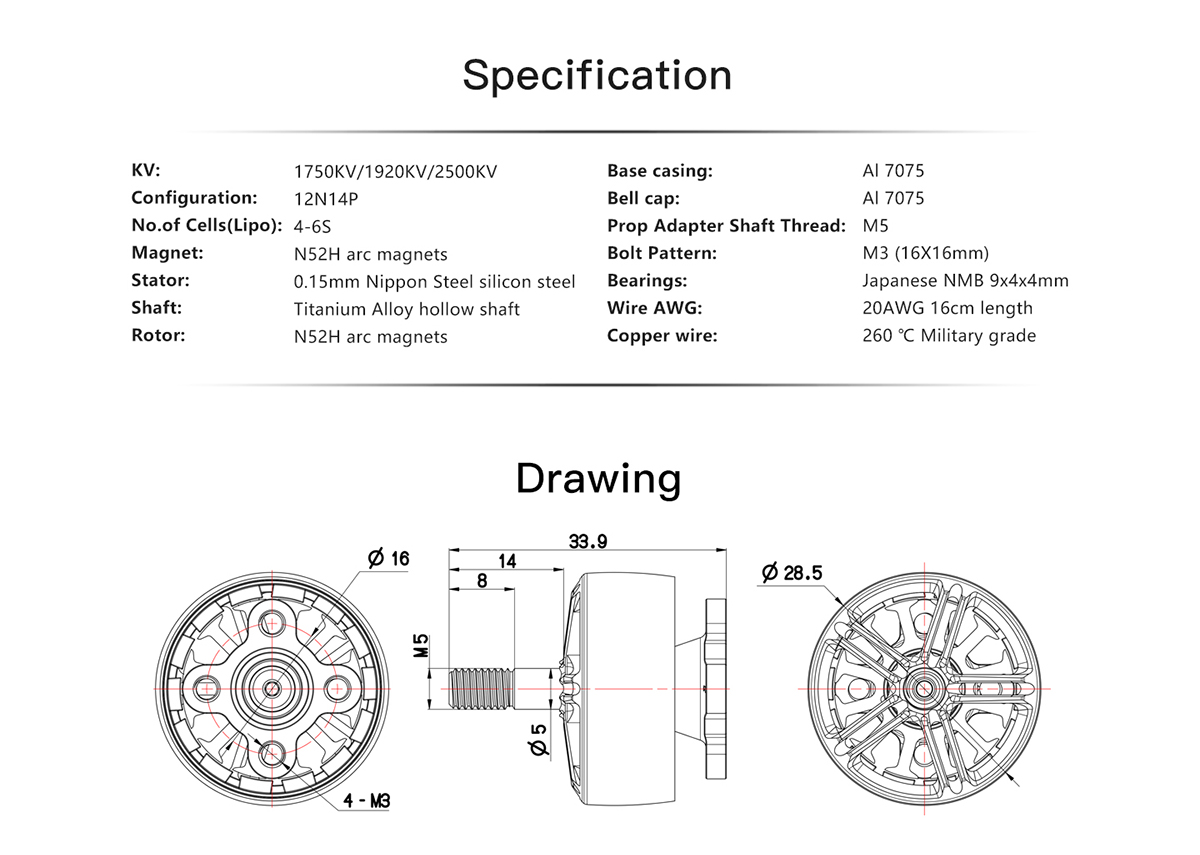 Specification
KV: 1750KV/1920KV/2500KV
Configuration: 12N14P
No.of Cells(Lipo): 4-6S
Magnet: N52H arc magnets
Stator: 0.15mm Nippon Steel silicon steel
Shaft: Titanium Alloy hollow shaft
Rotor: N52H arc magnets
Base casing: Al 7075
Bell cap: Al 7075
Prop Adapter Shaft Thread: M5
Bolt Pattern: M3 (16X16mm)
Bearings: Japanese NMB 9x4x4mm
Wire AWG: 20AWG 16cm length
Copper wire: 260 ℃ Military grade
Drawing
Ø 16
4 - M3
33.9
14
8
M5
Ø 5
Ø 28.5